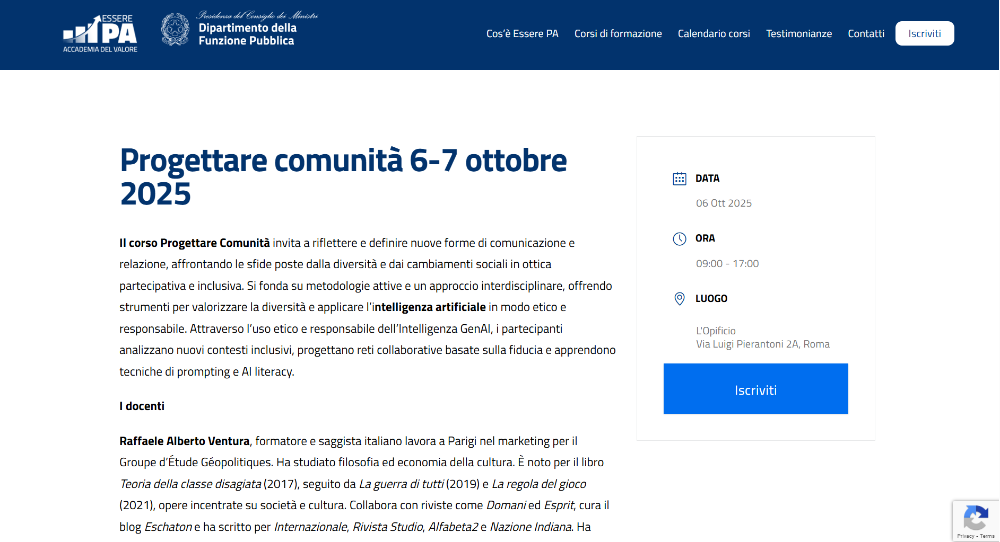 ESSERE
PA
ACCADEMIA DEL VALORE
Presidenza del Consiglio dei Ministri
Dipartimento della
Funzione Pubblica
Cos’è Essere PA
Corsi di formazione
Calendario corsi
Testimonianze
Contatti
Iscriviti
Progettare comunità 6-7 ottobre
2025
Il corso Progettare Comunità invita a riflettere e definire nuove forme di comunicazione e
relazione, affrontando le sfide poste dalla diversità e dai cambiamenti sociali in ottica
partecipativa e inclusiva. Si fonda su metodologie attive e un approccio interdisciplinare, offrendo
strumenti per valorizzare la diversità e applicare l’intelligenza artificiale in modo etico e
responsabile. Attraverso l’uso etico e responsabile dell’Intelligenza GenAI, i partecipanti
analizzano nuovi contesti inclusivi, progettano reti collaborative basate sulla fiducia e apprendono
tecniche di prompting e AI literacy.
I docenti
Raffaele Alberto Ventura, formatore e saggista italiano lavora a Parigi nel marketing per il
Groupe d’Étude Géopolitiques. Ha studiato filosofia ed economia della cultura. È noto per il libro
Teoria della classe disagiata (2017), seguito da La guerra di tutti (2019) e La regola del gioco
(2021), opere incentrate su società e cultura. Collabora con riviste come Domani ed Esprit, cura il
blog Eschaton e ha scritto per Internazionale, Rivista Studio, Alfabeta2 e Nazione Indiana. Ha
DATA
06 Ott 2025
ORA
09:00 - 17:00
LUOGO
L'Opificio
Via Luigi Pierantoni 2A, Roma
Iscriviti
Privacy - Terms